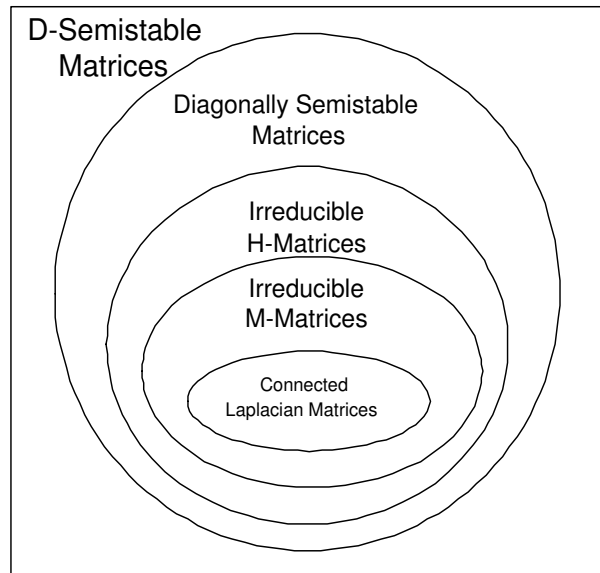 D-Semistable
Matrices
Diagonally Semistable
Matrices
Irreducible
H-Matrices
Irreducible
M-Matrices
Connected
Laplacian Matrices